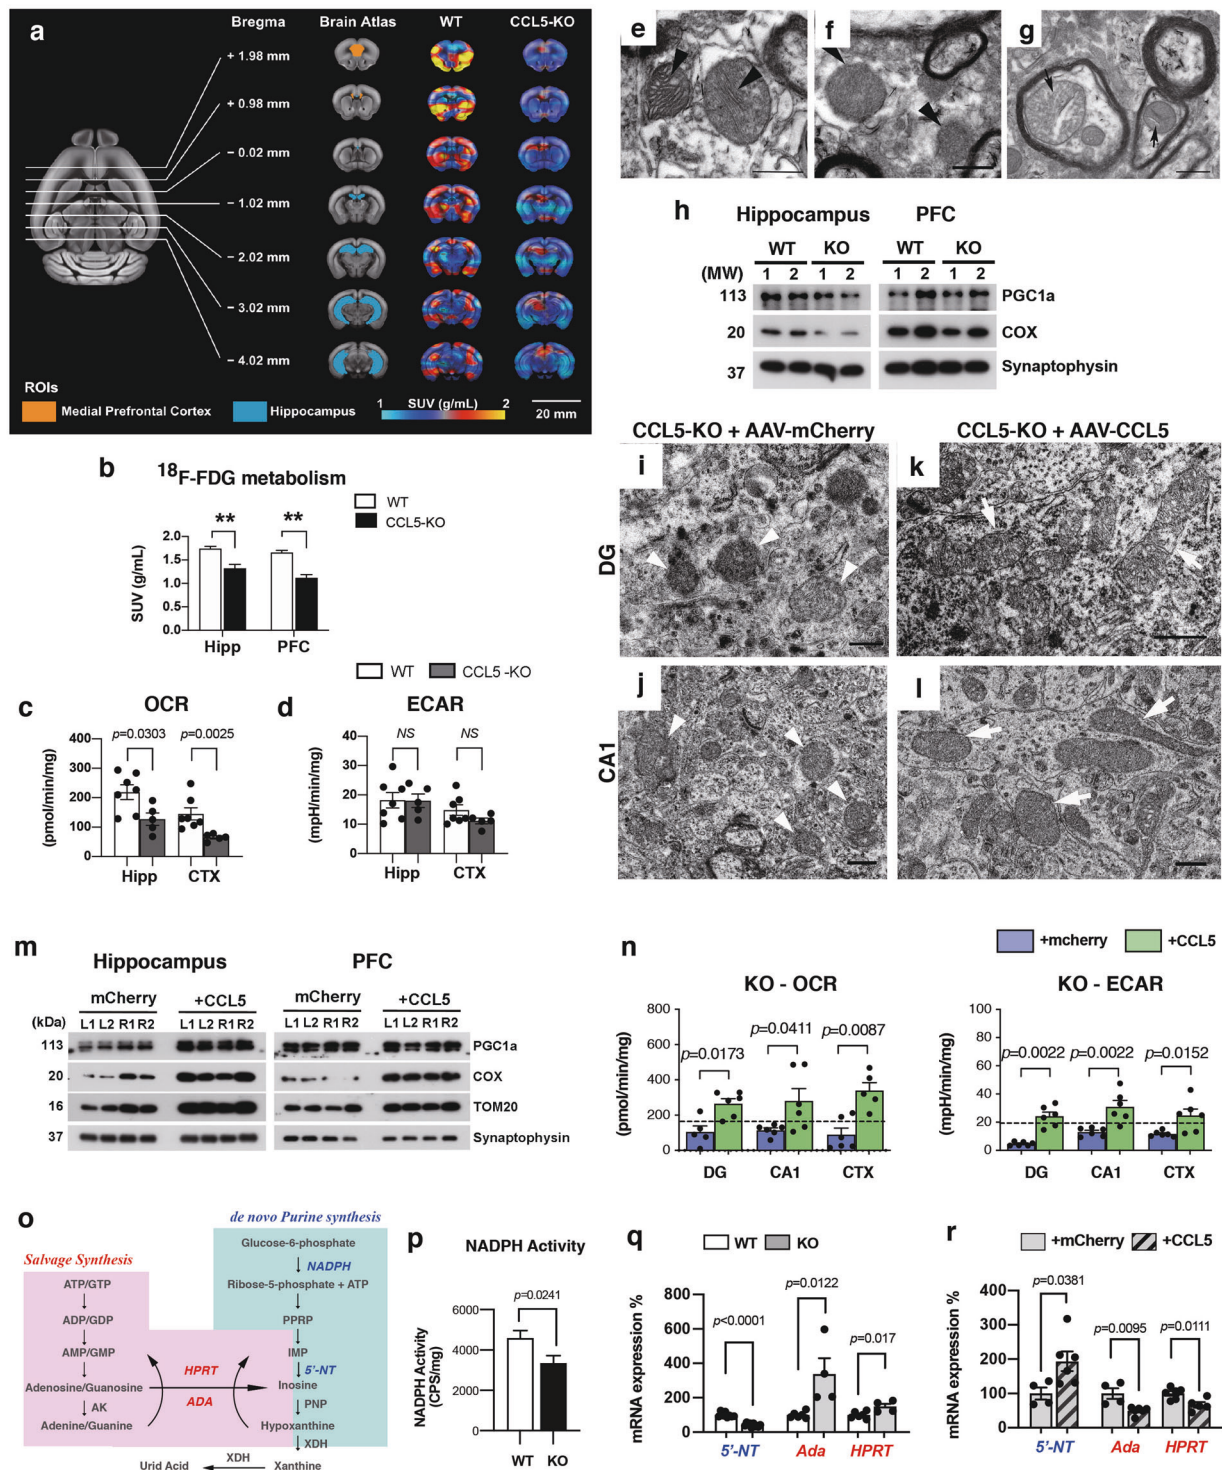 a
Bregma Brain Atlas WT CCL5-KO
+ 1.98 mm
+ 0.98 mm
− 0.02 mm
− 1.02 mm
− 2.02 mm
− 3.02 mm
− 4.02 mm
ROIs
Medial Prefrontal Cortex Hippocampus
1 SUV (g/mL) 2
20 mm
b
18F-FDG metabolism
WT
CCL5-KO
** **
SUV (g/mL)
2.0
1.5
1.0
0.5
0.0
Hipp PFC
WT CCL5 -KO
c OCR
p=0.0303 p=0.0025
(pmol/min/mg)
400
300
200
100
0
Hipp CTX
d ECAR
NS NS
(mpH/min/mg)
40
30
20
10
0
Hipp CTX
e f g
h
Hippocampus PFC
WT KO WT KO
(MW) 1 2 1 2 1 2 1 2
113 PGC1a
20 COX
37 Synaptophysin
CCL5-KO + AAV-mCherry CCL5-KO + AAV-CCL5
i k
DG
j l
CA1
m
Hippocampus PFC
mCherry +CCL5 mCherry +CCL5
(kDa) L1 L2 R1 R2 L1 L2 R1 R2 L1 L2 R1 R2 L1 L2 R1 R2
113 PGC1a
20 COX
16 TOM20
37 Synaptophysin
n
+mcherry +CCL5
KO - OCR
p=0.0173 p=0.0411 p=0.0087
(pmol/min/mg)
800
600
400
200
0
DG CA1 CTX
KO - ECAR
p=0.0022 p=0.0022 p=0.0152
(mpH/min/mg)
100
80
60
40
20
0
DG CA1 CTX
o
de novo Purine synthesis
Salvage Synthesis
Glucose-6-phosphate
NADPH
ATP/GTP Ribose-5-phosphate + ATP
ADP/GDP PPRP
AMP/GMP IMP
HPRT 5'-NT
Adenosine/Guanosine Inosine
ADA
AK PNP
Adenine/Guanine Hypoxanthine
XDH
Urid Acid XDH Xanthine
p
NADPH Activity
p=0.0241
NADPH Activity
(CPS/mg)
6000
4000
2000
0
WT KO
q
WT KO
p<0.0001 p=0.0122 p=0.017
mRNA expression %
800
600
400
200
0
5'-NT Ada HPRT
r
+mCherry +CCL5
p=0.0381 p=0.0095 p=0.0111
mRNA expression %
400
300
200
100
0
5'-NT Ada HPRT